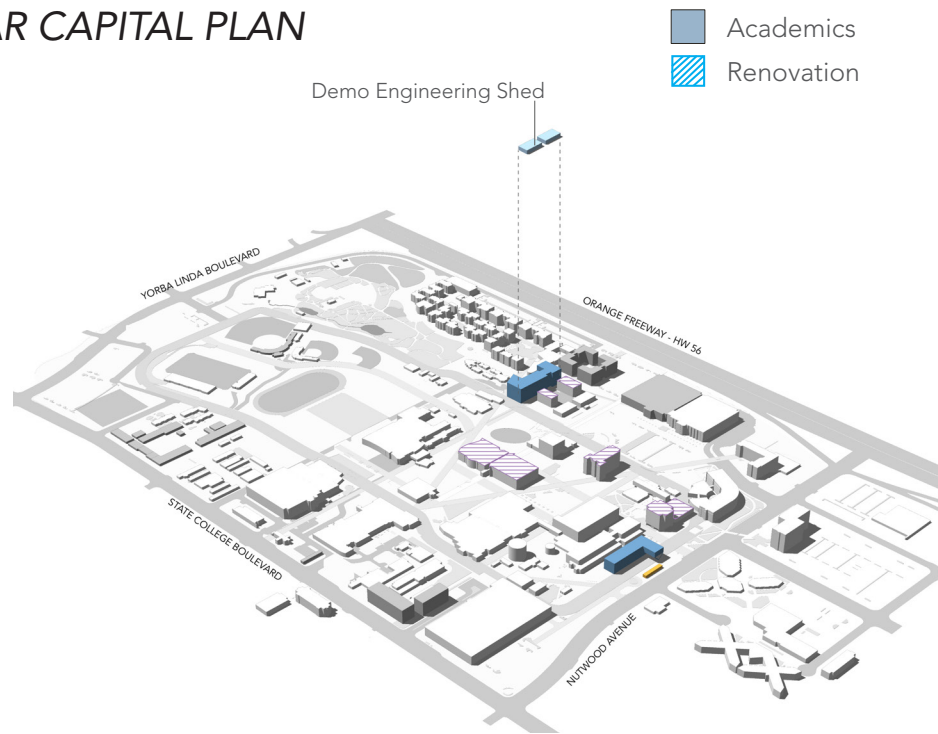 AR CAPITAL PLAN
Academics
Renovation
Demo Engineering Shed
YORBA LINDA BOULEVARD
ORANGE FREEWAY - HW 56
STATE COLLEGE BOULEVARD
NUTWOOD AVENUE